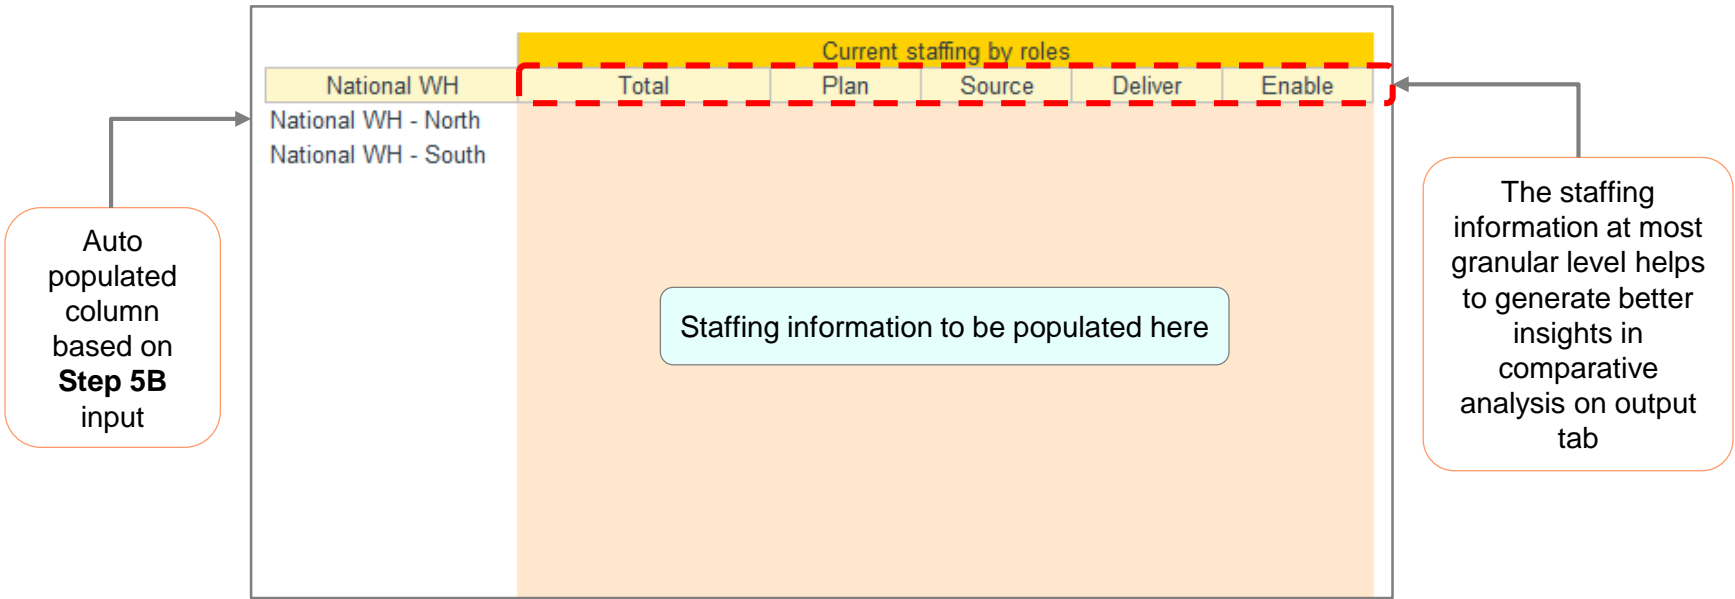 Current staffing by roles
National WH Total Plan Source Deliver Enable
National WH - North
National WH - South
Auto
populated
column
based on
Step 5B
input
Staffing information to be populated here
The staffing
information at most
granular level helps
to generate better
insights in
comparative
analysis on output
tab